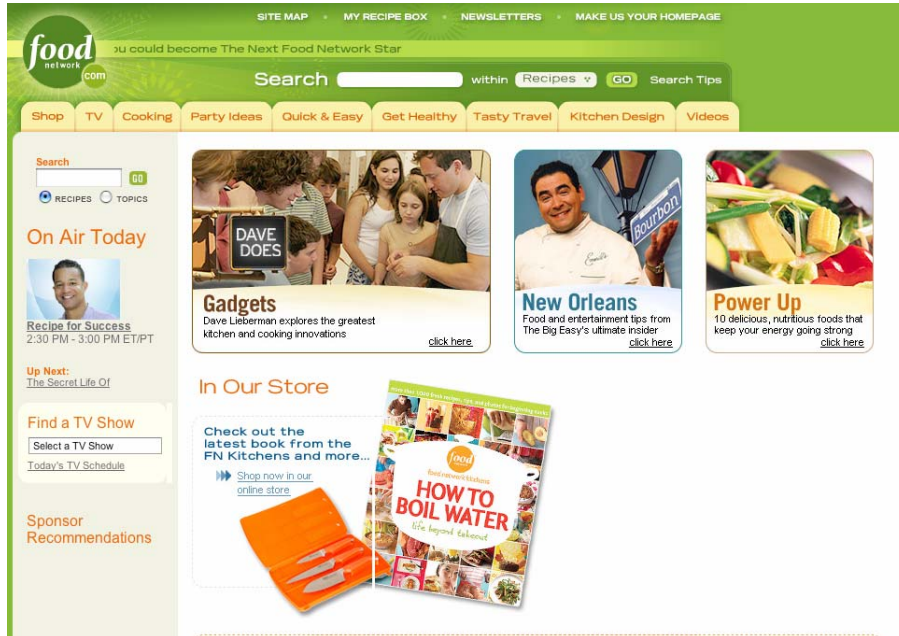 SITE MAP MY RECIPE BOX NEWSLETTERS MAKE US YOUR HOMEPAGE
food
network
.com
ou could become The Next Food Network Star
Search within Recipes GO Search Tips
Shop TV Cooking Party Ideas Quick & Easy Get Healthy Tasty Travel Kitchen Design Videos
Search
GO
RECIPES TOPICS
On Air Today
Recipe for Success
2:30 PM - 3:00 PM ET/PT
Up Next:
The Secret Life Of
Find a TV Show
Select a TV Show
Today's TV Schedule
Sponsor
Recommendations
DAVE
DOES
Gadgets
Dave Lieberman explores the greatest
kitchen and cooking innovations
click here
Bourbon
Emeril's
New Orleans
Food and entertainment tips from
The Big Easy's ultimate insider
click here
Power Up
10 delicious, nutritious foods that
keep your energy going strong
click here
In Our Store
Check out the
latest book from the
FN Kitchens and more...
Shop now in our
online store
food
network
food network kitchens
HOW TO
BOIL WATER
life beyond takeout